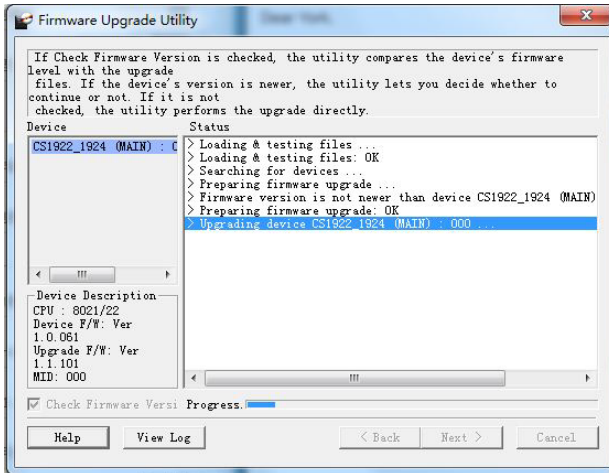 Firmware Upgrade Utility
If Check Firmware Version is checked, the utility compares the device's firmware
level with the upgrade
files. If the device's version is newer, the utility lets you decide whether to
continue or not. If it is not
checked, the utility performs the upgrade directly.
Device
CS1922_1924 (MAIN) : 0
Device Description
CPU : 8021/22
Device F/W: Ver
1.0.061
Upgrade F/W: Ver
1.1.101
MID: 000
Status
> Loading & testing files ...
> Loading & testing files: OK
> Searching for devices ...
> Preparing firmware upgrade ...
> Firmware version is not newer than device CS1922_1924 (MAIN)
> Preparing firmware upgrade: OK
> Upgrading device CS1922_1924 (MAIN) : 000 ...
Check Firmware Versi Progress.
Help
View Log
< Back
Next >
Cancel